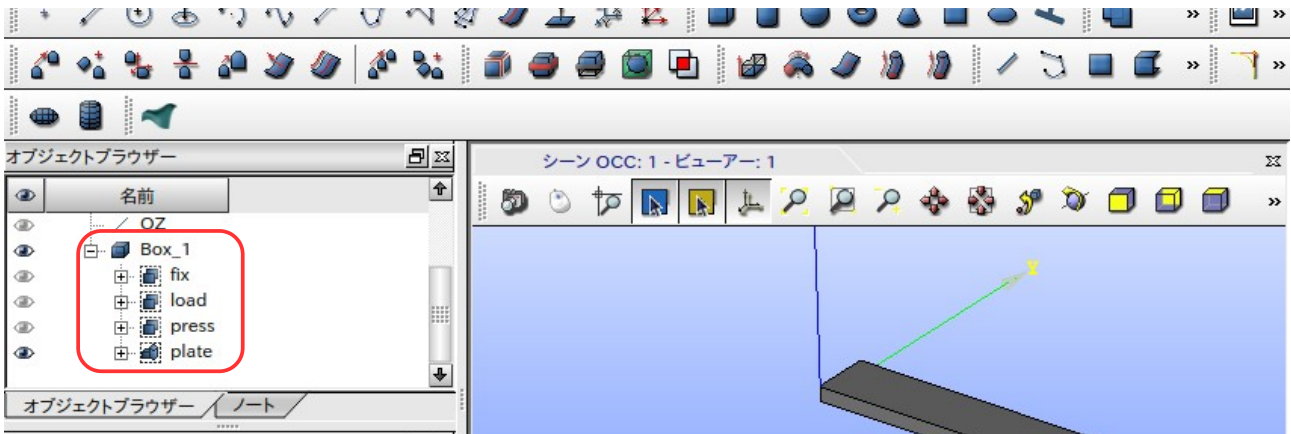 オブジェクトブラウザー
シーン OCC: 1 - ビューアー: 1
名前
OZ
Box_1
fix
load
press
plate
オブジェクトブラウザー
ノート
Y